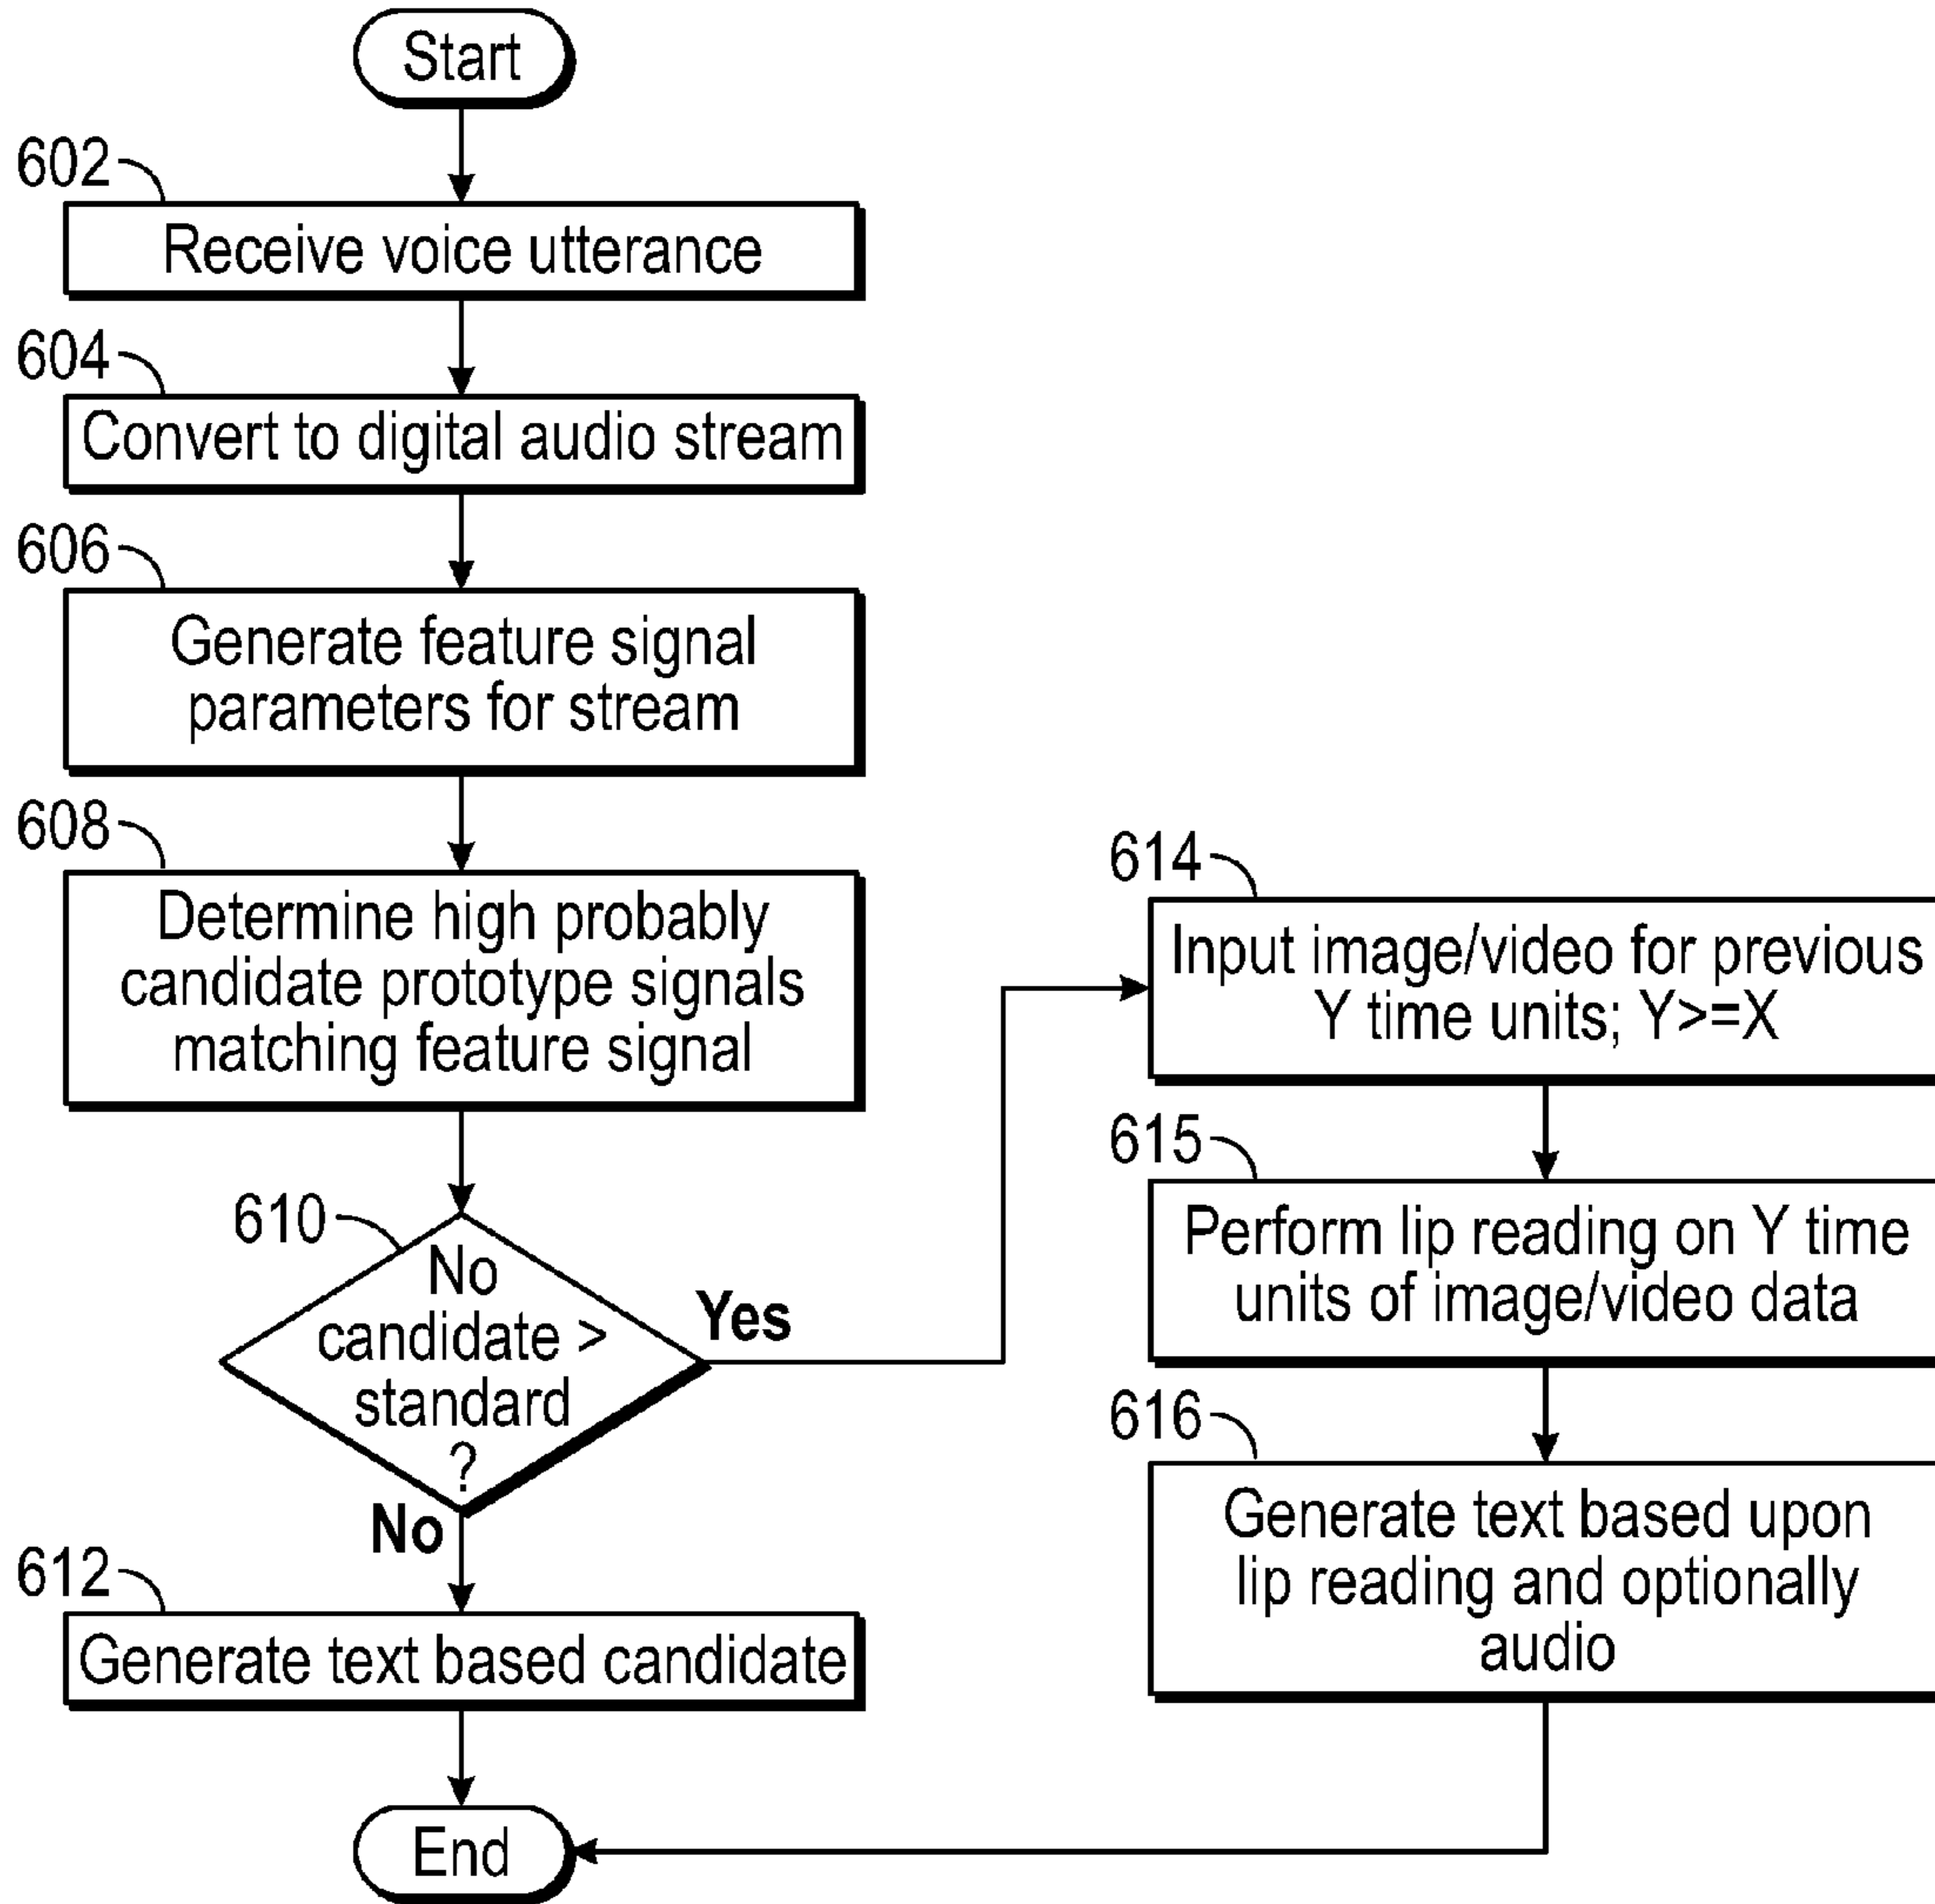 Start
602
Receive voice utterance
604
Convert to digital audio stream
606
Generate feature signal
parameters for stream
608
Determine high probably
candidate prototype signals
matching feature signal
610
No
candidate >
standard
?
Yes
No
612
Generate text based candidate
End
614
Input image/video for previous
Y time units; Y>=X
615
Perform lip reading on Y time
units of image/video data
616
Generate text based upon
lip reading and optionally
audio